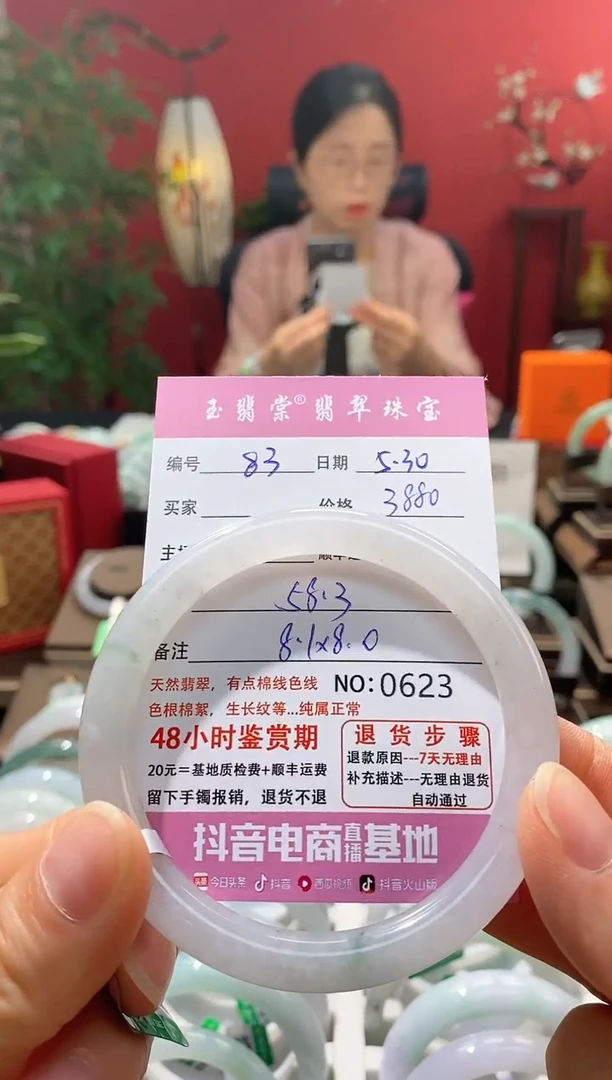 玉翡棠®翡翠珠宝
编号 83 日期 5.30
买家 价格 3880
58.3
备注 8.1x8.0
天然翡翠，有点棉线色线 NO:0623
色根棉絮，生长纹等...纯属正常
48小时鉴赏期
20元=基地质检费+顺丰运费
留下手镯报销，退货不退
退货步骤
退款原因---7天无理由
补充描述---无理由退货
自动通过
抖音电商直播基地
头条 今日头条 抖音 西瓜视频 抖音火山版